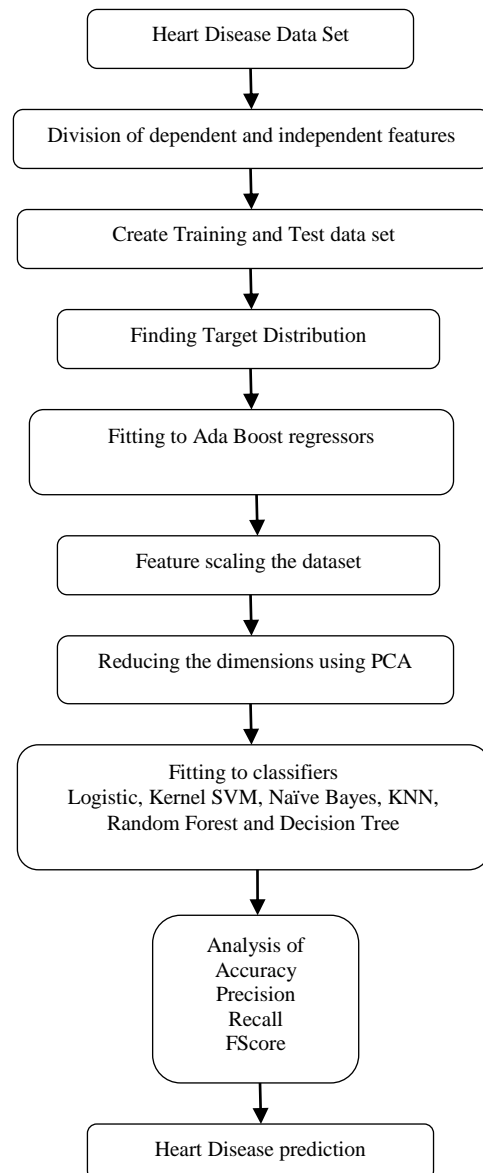 Heart Disease Data Set
Division of dependent and independent features
Create Training and Test data set
Finding Target Distribution
Fitting to Ada Boost regressors
Feature scaling the dataset
Reducing the dimensions using PCA
Fitting to classifiers
Logistic, Kernel SVM, Naïve Bayes, KNN,
Random Forest and Decision Tree
Analysis of
Accuracy
Precision
Recall
FScore
Heart Disease prediction